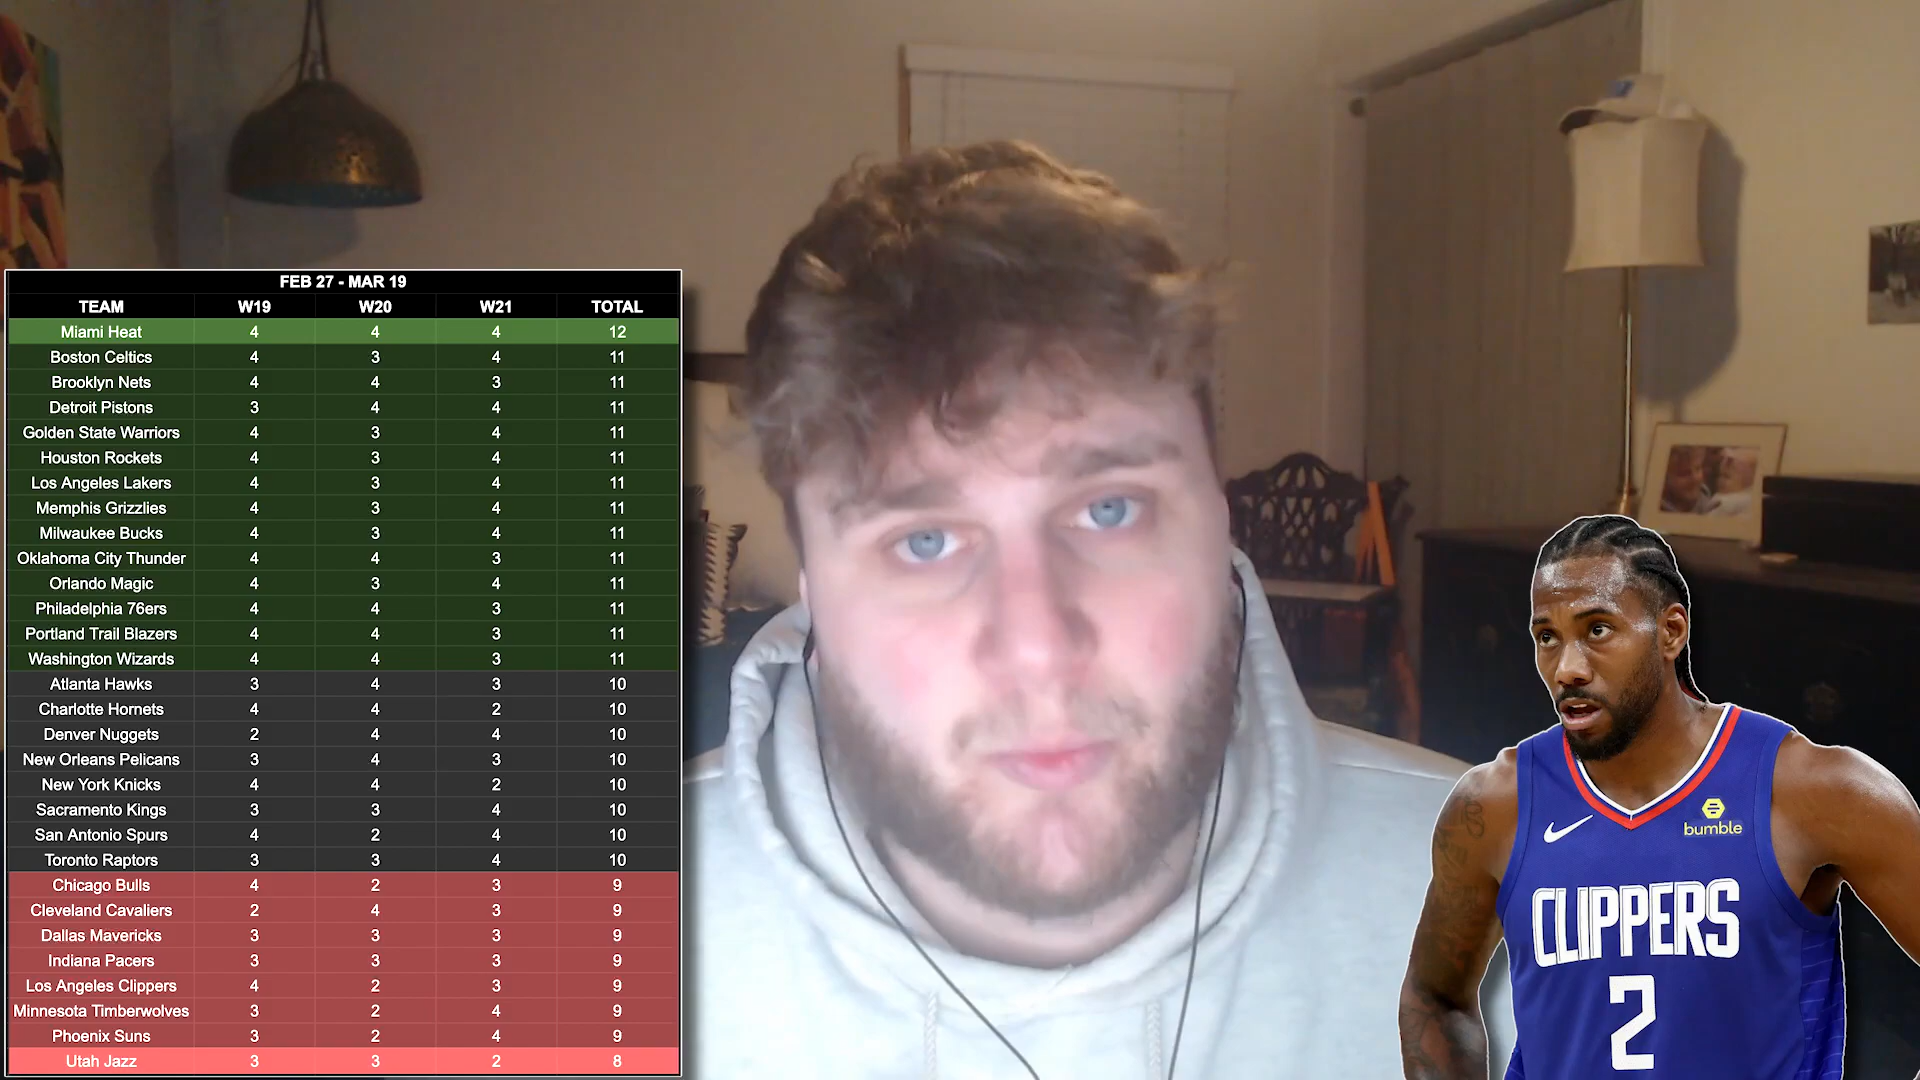 FEB 27 - MAR 19
TEAM W19 W20 W21 TOTAL
Miami Heat 4 4 4 12
Boston Celtics 4 3 4 11
Brooklyn Nets 4 4 3 11
Detroit Pistons 3 4 4 11
Golden State Warriors 4 3 4 11
Houston Rockets 4 3 4 11
Los Angeles Lakers 4 3 4 11
Memphis Grizzlies 4 3 4 11
Milwaukee Bucks 4 3 4 11
Oklahoma City Thunder 4 4 3 11
Orlando Magic 4 3 4 11
Philadelphia 76ers 4 4 3 11
Portland Trail Blazers 4 4 3 11
Washington Wizards 4 4 3 11
Atlanta Hawks 3 4 3 10
Charlotte Hornets 4 4 2 10
Denver Nuggets 2 4 4 10
New Orleans Pelicans 3 4 3 10
New York Knicks 4 4 2 10
Sacramento Kings 3 3 4 10
San Antonio Spurs 4 2 4 10
Toronto Raptors 3 3 4 10
Chicago Bulls 4 2 3 9
Cleveland Cavaliers 2 4 3 9
Dallas Mavericks 3 3 3 9
Indiana Pacers 3 3 3 9
Los Angeles Clippers 4 2 3 9
Minnesota Timberwolves 3 2 4 9
Phoenix Suns 3 2 4 9
Utah Jazz 3 3 2 8
bumble
CLIPPERS
2